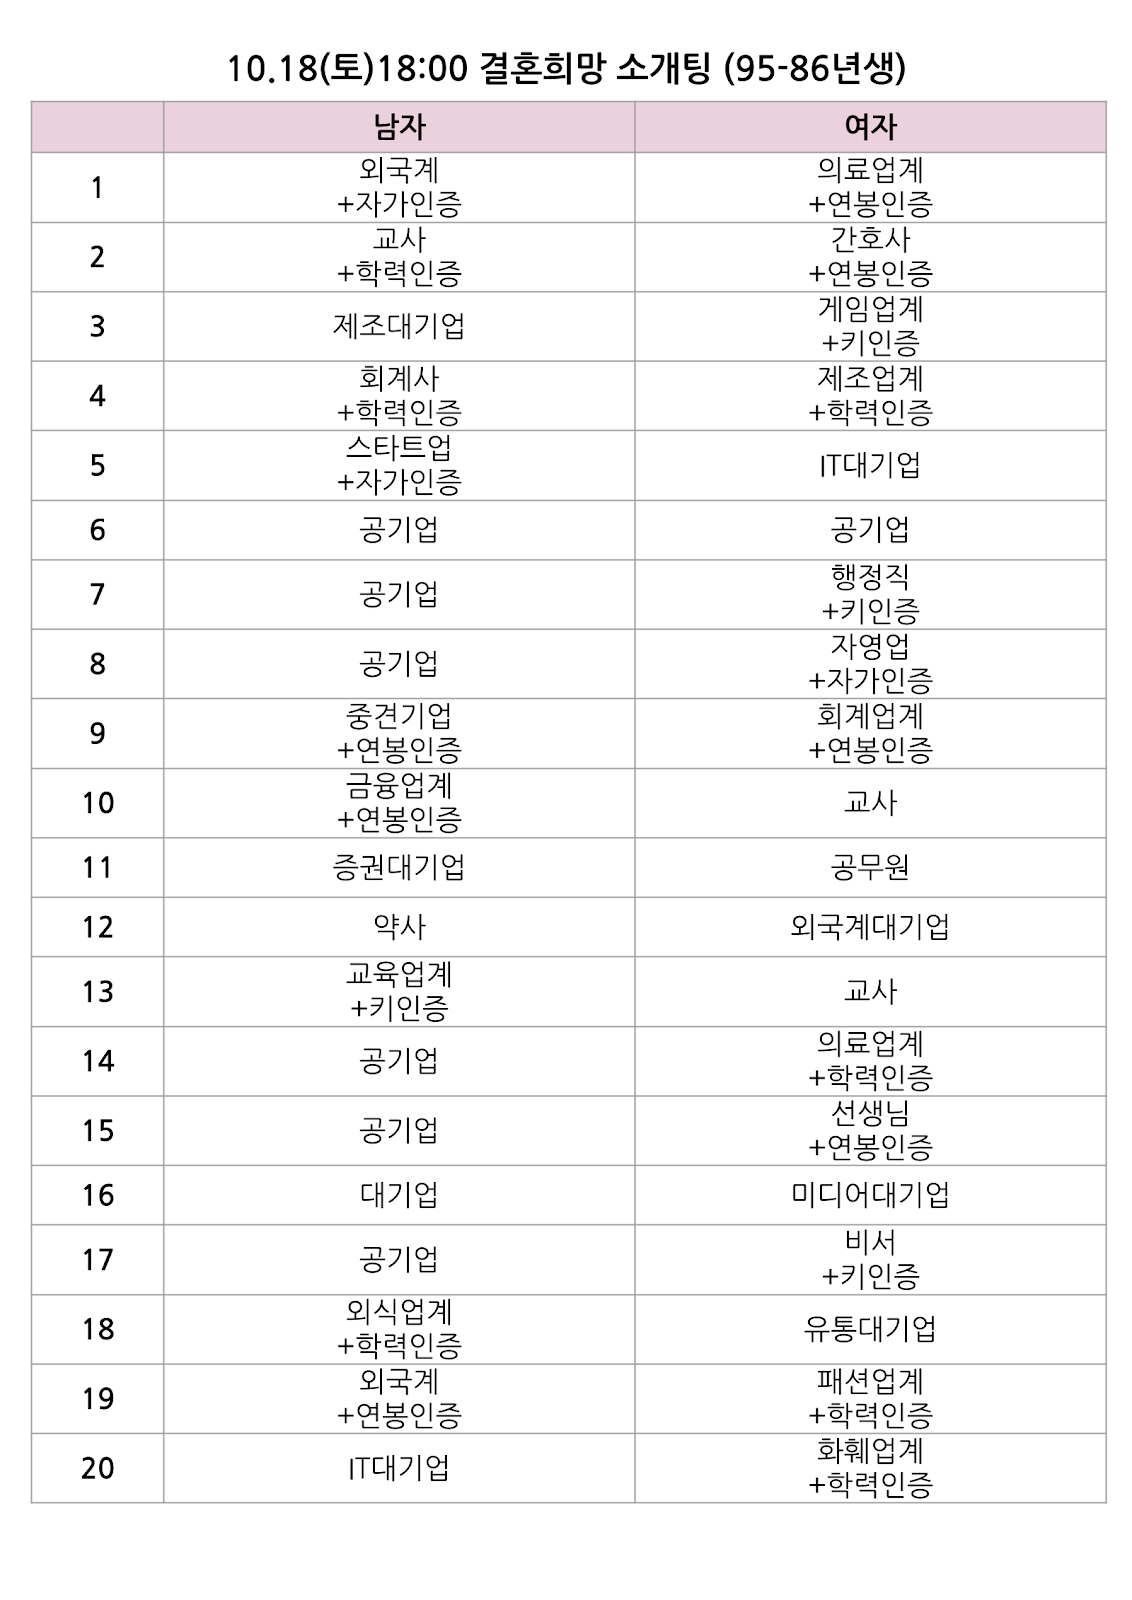 10.18(토)18:00 결혼희망 소개팅 (95-86년생)
남자 여자
1 외국계 의료업계
+자가인증 +연봉인증
2 교사 간호사
+학력인증 +연봉인증
3 제조대기업 게임업계
+키인증
4 회계사 제조업계
+학력인증 +학력인증
5 스타트업 IT대기업
+자가인증
6 공기업 공기업
7 공기업 행정직
+키인증
8 공기업 자영업
+자가인증
9 중견기업 회계업계
+연봉인증 +연봉인증
10 금융업계 교사
+연봉인증
11 증권대기업 공무원
12 약사 외국계대기업
13 교육업계 교사
+키인증
14 공기업 의료업계
+학력인증
15 공기업 선생님
+연봉인증
16 대기업 미디어대기업
17 공기업 비서
+키인증
18 외식업계 유통대기업
+학력인증
19 외국계 패션업계
+연봉인증 +학력인증
20 IT대기업 화훼업계
+학력인증